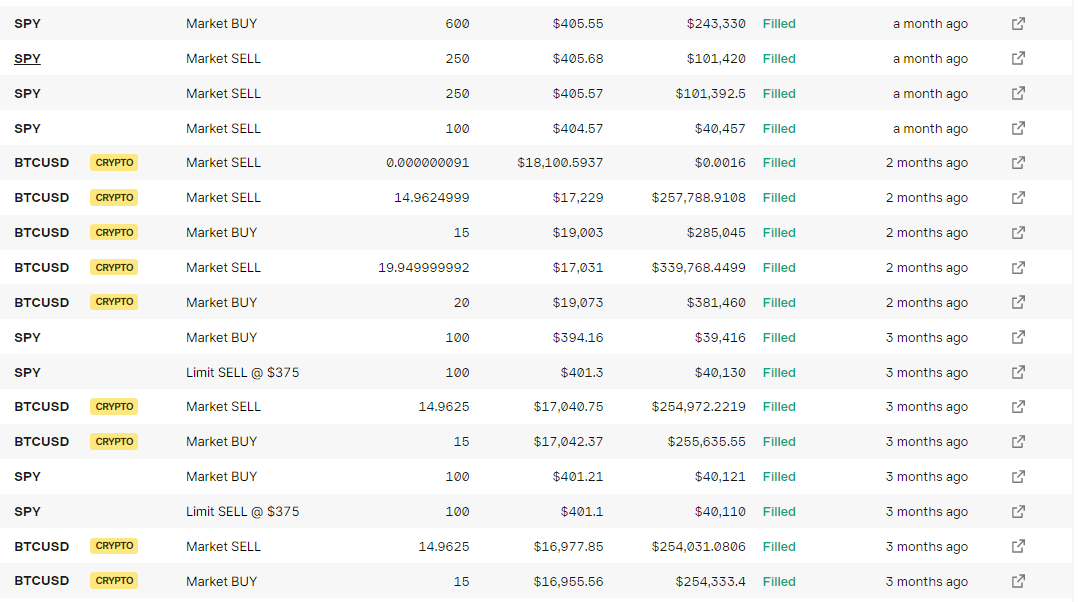 SPY Market BUY 600 $405.55 $243,330 Filled a month ago
SPY Market SELL 250 $405.68 $101,420 Filled a month ago
SPY Market SELL 250 $405.57 $101,392.5 Filled a month ago
SPY Market SELL 100 $404.57 $40,457 Filled a month ago
BTCUSD CRYPTO Market SELL 0.000000091 $18,100.5937 $0.0016 Filled 2 months ago
BTCUSD CRYPTO Market SELL 14.9624999 $17,229 $257,788.9108 Filled 2 months ago
BTCUSD CRYPTO Market BUY 15 $19,003 $285,045 Filled 2 months ago
BTCUSD CRYPTO Market SELL 19.949999992 $17,031 $339,768.4499 Filled 2 months ago
BTCUSD CRYPTO Market BUY 20 $19,073 $381,460 Filled 2 months ago
SPY Market BUY 100 $394.16 $39,416 Filled 3 months ago
SPY Limit SELL @ $375 100 $401.3 $40,130 Filled 3 months ago
BTCUSD CRYPTO Market SELL 14.9625 $17,040.75 $254,972.2219 Filled 3 months ago
BTCUSD CRYPTO Market BUY 15 $17,042.37 $255,635.55 Filled 3 months ago
SPY Market BUY 100 $401.21 $40,121 Filled 3 months ago
SPY Limit SELL @ $375 100 $401.1 $40,110 Filled 3 months ago
BTCUSD CRYPTO Market SELL 14.9625 $16,977.85 $254,031.0806 Filled 3 months ago
BTCUSD CRYPTO Market BUY 15 $16,955.56 $254,333.4 Filled 3 months ago